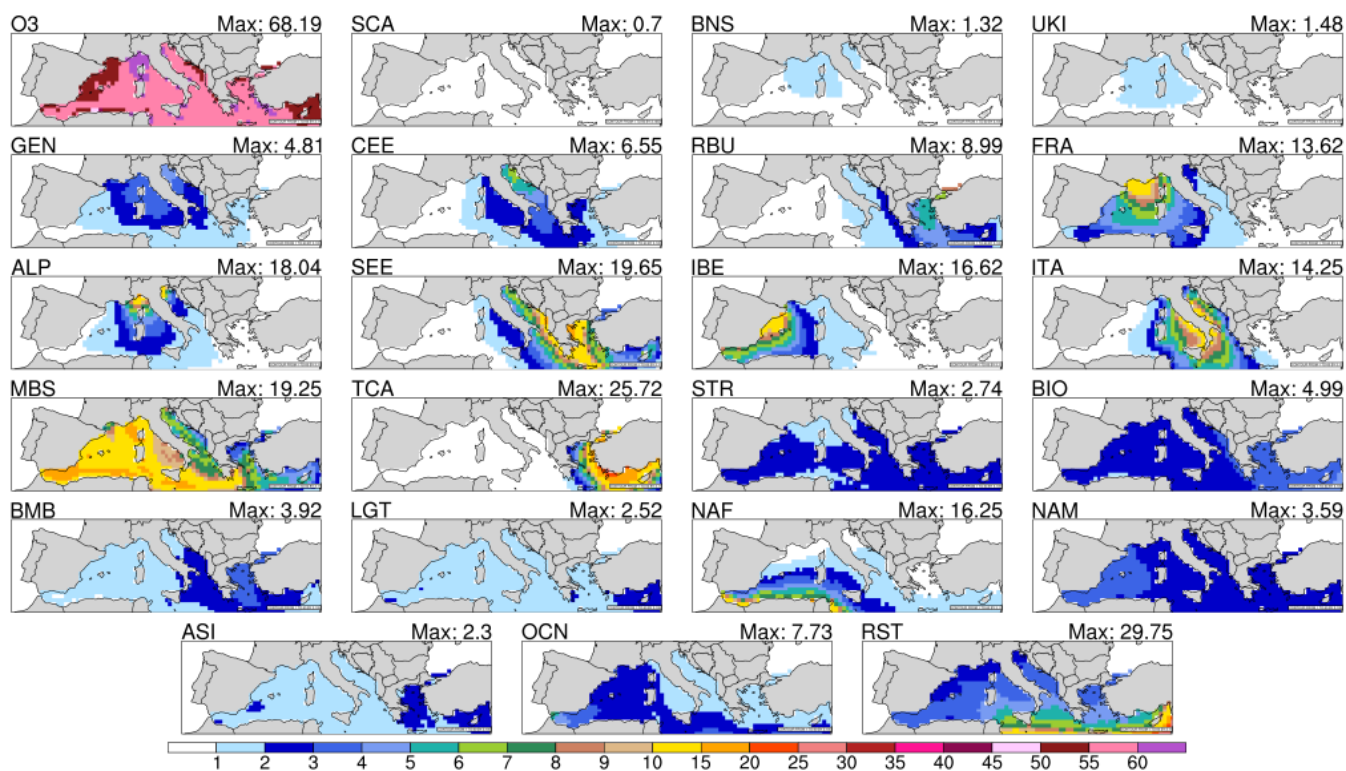 O3 Max: 68.19 SCA Max: 0.7 BNS Max: 1.32 UKI Max: 1.48
GEN Max: 4.81 CEE Max: 6.55 RBU Max: 8.99 FRA Max: 13.62
ALP Max: 18.04 SEE Max: 19.65 IBE Max: 16.62 ITA Max: 14.25
MBS Max: 19.25 TCA Max: 25.72 STR Max: 2.74 BIO Max: 4.99
BMB Max: 3.92 LGT Max: 2.52 NAF Max: 16.25 NAM Max: 3.59
ASI Max: 2.3 OCN Max: 7.73 RST Max: 29.75
1 2 3 4 5 6 7 8 9 10 15 20 25 30 35 40 45 50 55 60